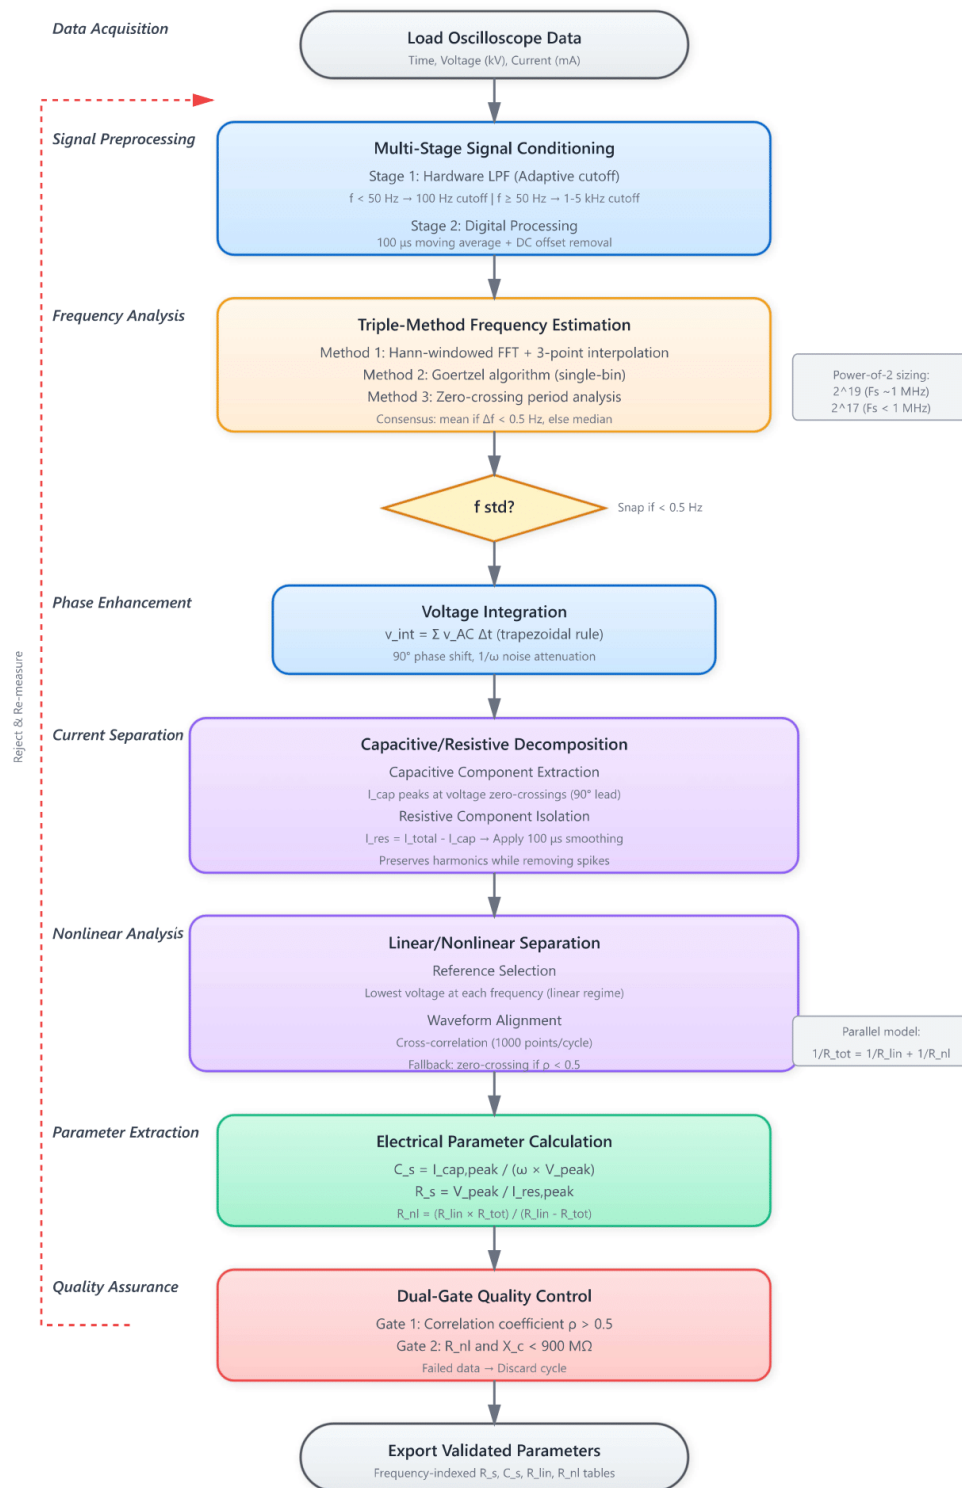 Data Acquisition
Load Oscilloscope Data
Time, Voltage (kV), Current (mA)
Signal Preprocessing
Multi-Stage Signal Conditioning
Stage 1: Hardware LPF (Adaptive cutoff)
f < 50 Hz → 100 Hz cutoff | f ≥ 50 Hz → 1-5 kHz cutoff
Stage 2: Digital Processing
100 μs moving average + DC offset removal
Frequency Analysis
Triple-Method Frequency Estimation
Method 1: Hann-windowed FFT + 3-point interpolation
Method 2: Goertzel algorithm (single-bin)
Method 3: Zero-crossing period analysis
Consensus: mean if Δf < 0.5 Hz, else median
Power-of-2 sizing:
2^19 (Fs ~1 MHz)
2^17 (Fs < 1 MHz)
f std?
Snap if < 0.5 Hz
Phase Enhancement
Voltage Integration
v_int = Σ v_AC Δt (trapezoidal rule)
90° phase shift, 1/ω noise attenuation
Reject & Re-measure
Current Separation
Capacitive/Resistive Decomposition
Capacitive Component Extraction
I_cap peaks at voltage zero-crossings (90° lead)
Resistive Component Isolation
I_res = I_total - I_cap → Apply 100 μs smoothing
Preserves harmonics while removing spikes
Nonlinear Analysis
Linear/Nonlinear Separation
Reference Selection
Lowest voltage at each frequency (linear regime)
Waveform Alignment
Cross-correlation (1000 points/cycle)
Fallback: zero-crossing if ρ < 0.5
Parallel model:
1/R_tot = 1/R_lin + 1/R_nl
Parameter Extraction
Electrical Parameter Calculation
C_s = I_cap,peak / (ω × V_peak)
R_s = V_peak / I_res,peak
R_nl = (R_lin × R_tot) / (R_lin - R_tot)
Quality Assurance
Dual-Gate Quality Control
Gate 1: Correlation coefficient ρ > 0.5
Gate 2: R_nl and X_c < 900 MΩ
Failed data → Discard cycle
Export Validated Parameters
Frequency-indexed R_s, C_s, R_lin, R_nl tables